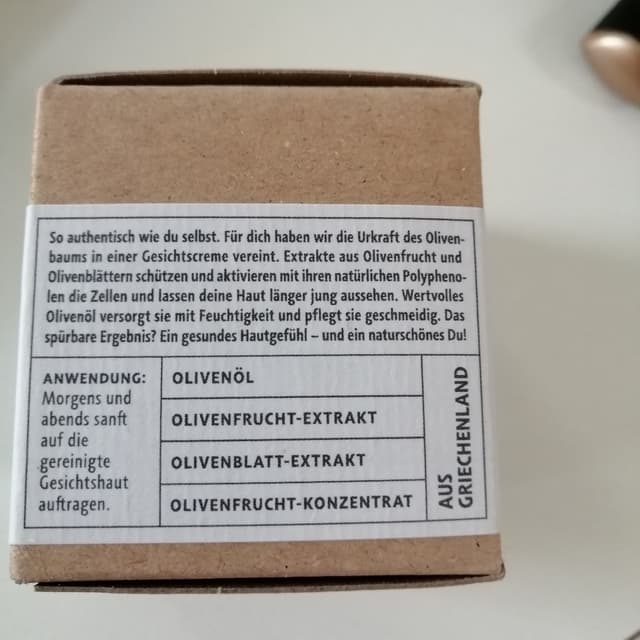 So authentisch wie du selbst. Für dich haben wir die Urkraft des Oliven-
baums in einer Gesichtscreme vereint. Extrakte aus Olivenfrucht und
Olivenblättern schützen und aktivieren mit ihren natürlichen Polypheno-
len die Zellen und lassen deine Haut länger jung aussehen. Wertvolles
Olivenöl versorgt sie mit Feuchtigkeit und pflegt sie geschmeidig. Das
spürbare Ergebnis? Ein gesundes Hautgefühl – und ein naturschönes Du!
ANWENDUNG:
Morgens und
abends sanft
auf die
gereinigte
Gesichtshaut
auftragen.
OLIVENÖL
OLIVENFRUCHT-EXTRAKT
OLIVENBLATT-EXTRAKT
OLIVENFRUCHT-KONZENTRAT
AUS
GRIECHENLAND